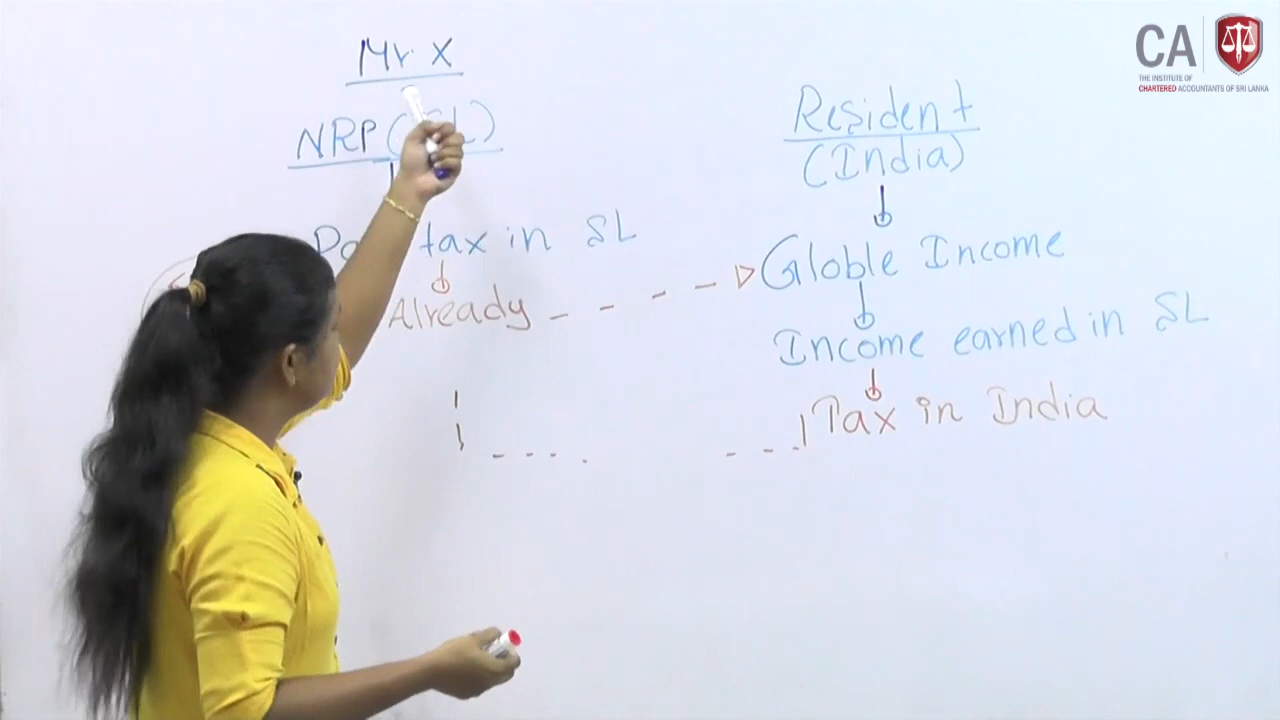 Mr. X
NRP (SL)
tax in SL
Already
Resident
(India)
Globle Income
Income earned in SL
Tax in India
CA
THE INSTITUTE OF
CHARTERED ACCOUNTANTS OF SRI LANKA